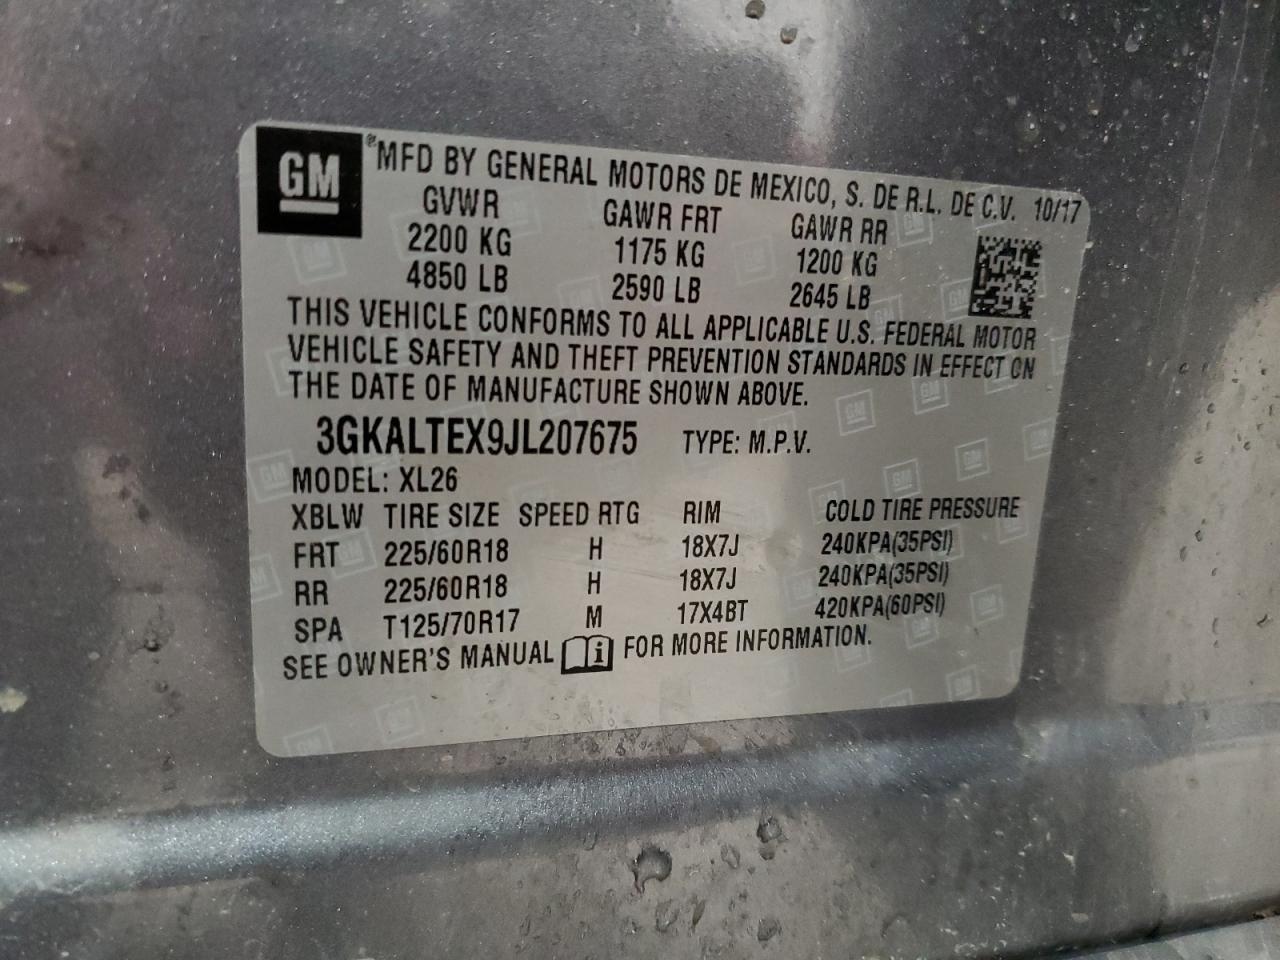 GM ®MFD BY GENERAL MOTORS DE MEXICO, S. DE R.L. DE C.V. 10/17
GVWR GAWR FRT GAWR RR
2200 KG 1175 KG 1200 KG
4850 LB 2590 LB 2645 LB
THIS VEHICLE CONFORMS TO ALL APPLICABLE U.S. FEDERAL MOTOR
VEHICLE SAFETY AND THEFT PREVENTION STANDARDS IN EFFECT ON
THE DATE OF MANUFACTURE SHOWN ABOVE.
3GKALTEX9JL207675 TYPE: M.P.V.
MODEL: XL26
XBLW TIRE SIZE SPEED RTG RIM COLD TIRE PRESSURE
FRT 225/60R18 H 18X7J 240KPA(35PSI)
RR 225/60R18 H 18X7J 240KPA(35PSI)
SPA T125/70R17 M 17X4BT 420KPA(60PSI)
SEE OWNER'S MANUAL i FOR MORE INFORMATION.